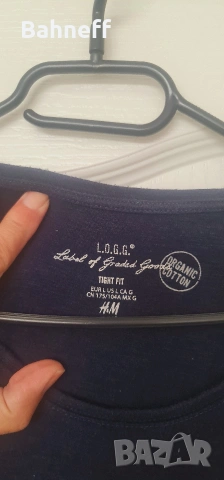 Bahneff
L.O.G.G.®
Label of Graded Goods
ORGANIC
COTTON
TIGHT FIT
EUR L US L CA G
CN 175/104A MX G
H&M
BAZAR